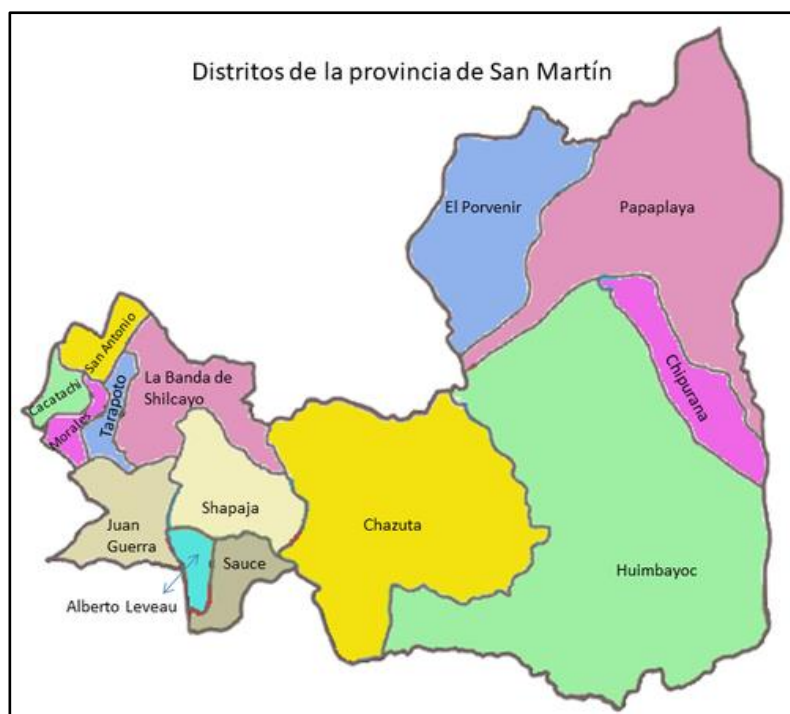 Distritos de la provincia de San Martín
El Porvenir
Papaplaya
San Antonio
La Banda de
Shilcayo
Cacatachi
Morales
Tarapoto
Chipurana
Shapaja
Chazuta
Juan
Guerra
Sauce
Huimbayoc
Alberto Leveau